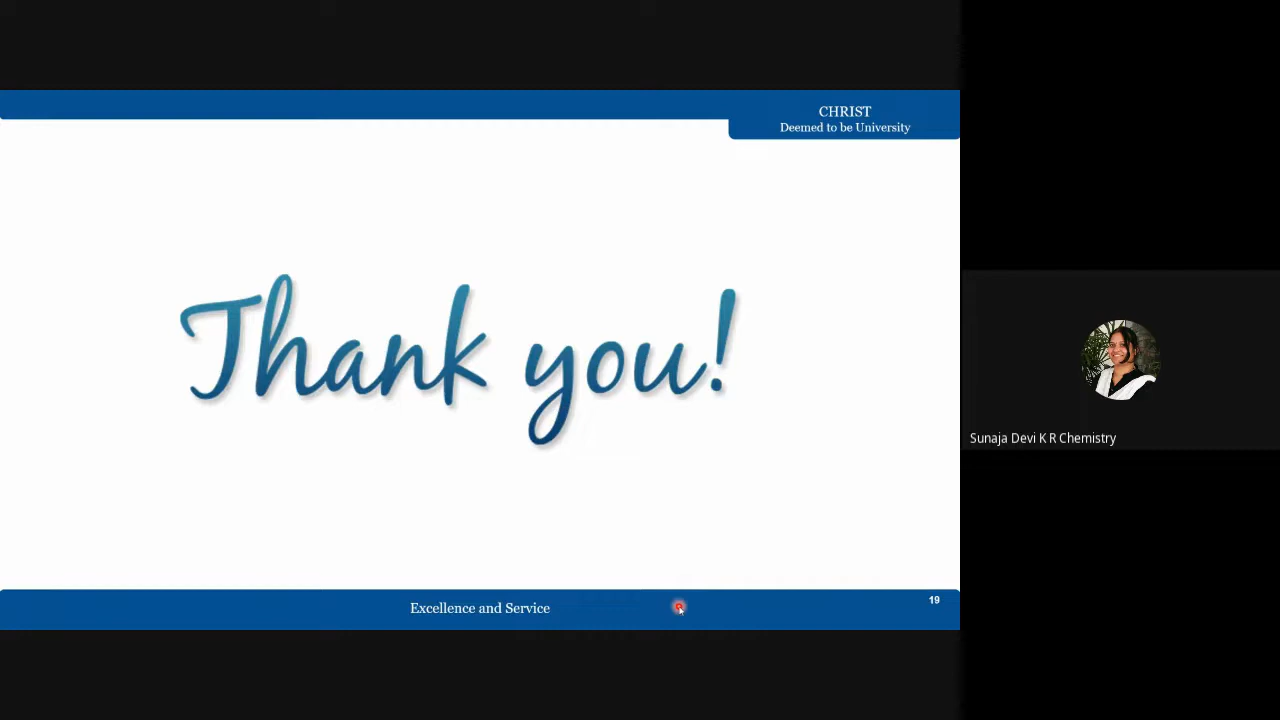 CHRIST
Deemed to be University
Thank you!
Sunaja Devi K R Chemistry
Excellence and Service
19